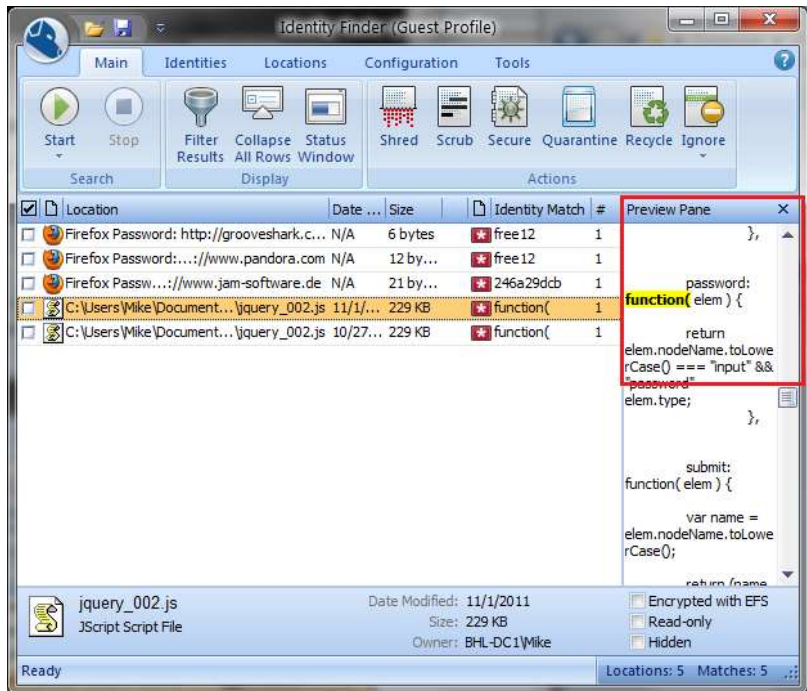 Identity Finder (Guest Profile)
Main Identities Locations Configuration Tools
Start Stop Filter Results Collapse All Rows Status Window Shred Scrub Secure Quarantine Recycle Ignore
Search Display Actions
Location Date ... Size Identity Match # Preview Pane
Firefox Password: http://grooveshark.c... N/A 6 bytes free12 1
Firefox Password:...://www.pandora.com N/A 12 by... free12 1
Firefox Passw...://www.jam-software.de N/A 21 by... 246a29dcb 1
C:\Users\Mike\Document...\jquery_002.js 11/1/... 229 KB function( 1
C:\Users\Mike\Document...\jquery_002.js 10/27... 229 KB function( 1
},
password:
function( elem ) {
return
elem.nodeName.toLowe
rCase() === "input" &&
"password"
elem.type;
},
submit:
function( elem ) {
var name =
elem.nodeName.toLowe
rCase();
return (name
jquery_002.js
JScript Script File
Date Modified: 11/1/2011
Size: 229 KB
Owner: BHL-DC1\Mike
Encrypted with EFS
Read-only
Hidden
Ready Locations: 5 Matches: 5